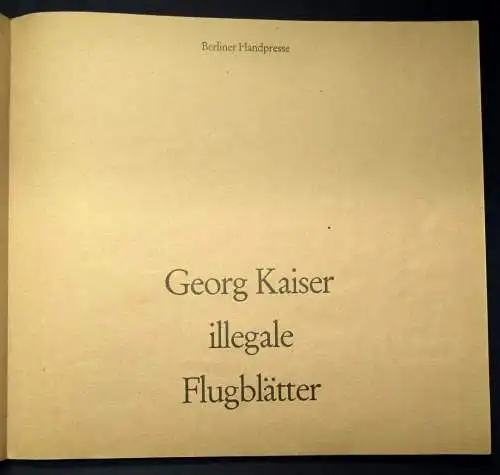 Berliner Handpresse
Georg Kaiser
illegale
Flugblätter